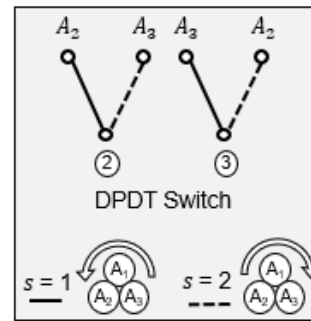 A₂ A₃ A₃ A₂
② ③
DPDT Switch
s = 1 s = 2
A₁ A₁
A₂ A₃ A₂ A₃